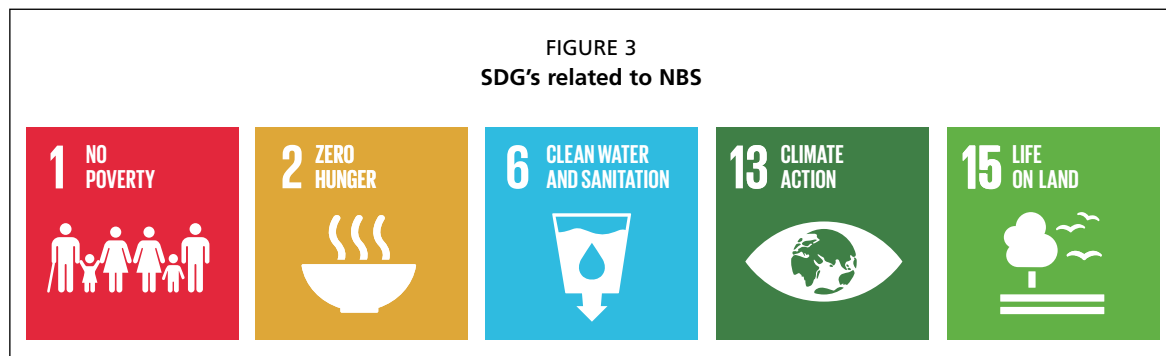 FIGURE 3
SDG's related to NBS
1 NO
POVERTY
2 ZERO
HUNGER
6 CLEAN WATER
AND SANITATION
13 CLIMATE
ACTION
15 LIFE
ON LAND